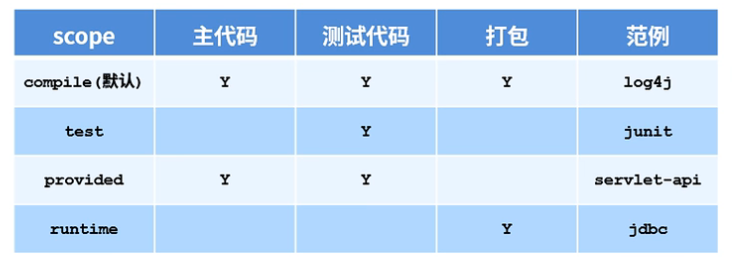 scope 主代码 测试代码 打包 范例
compile(默认) Y Y Y log4j
test Y junit
provided Y Y servlet-api
runtime Y jdbc